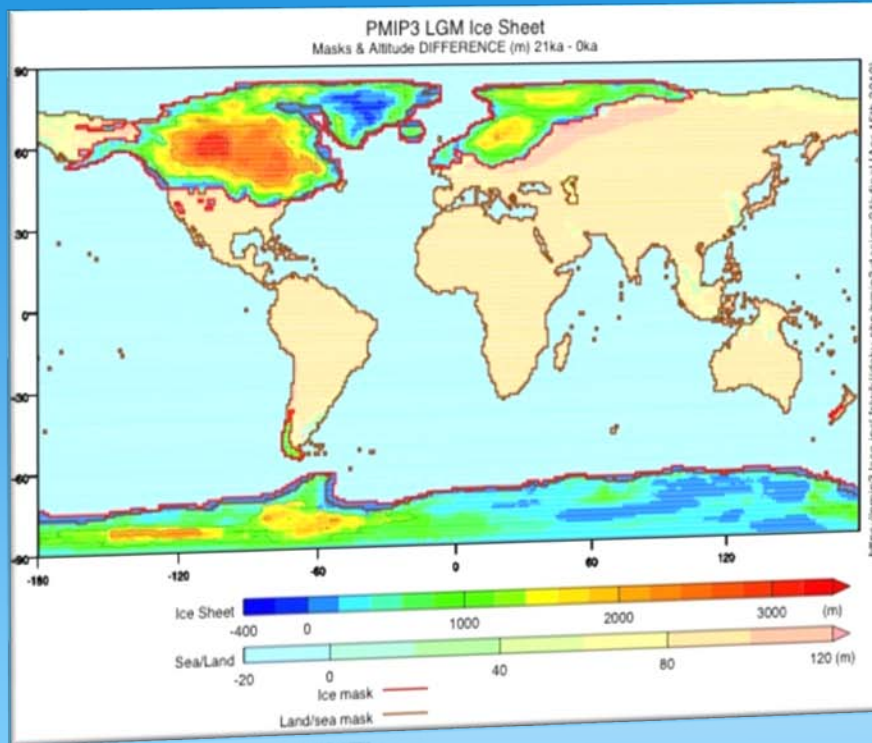 PMIP3 LGM Ice Sheet
Masks & Altitude DIFFERENCE (m) 21ka - 0ka
90
60
30
0
-30
-60
-90
-180
-120
-60
0
60
120
Ice Sheet
-400
0
1000
2000
3000
(m)
Sea/Land
-20
0
40
80
120 (m)
Ice mask
Land/sea mask